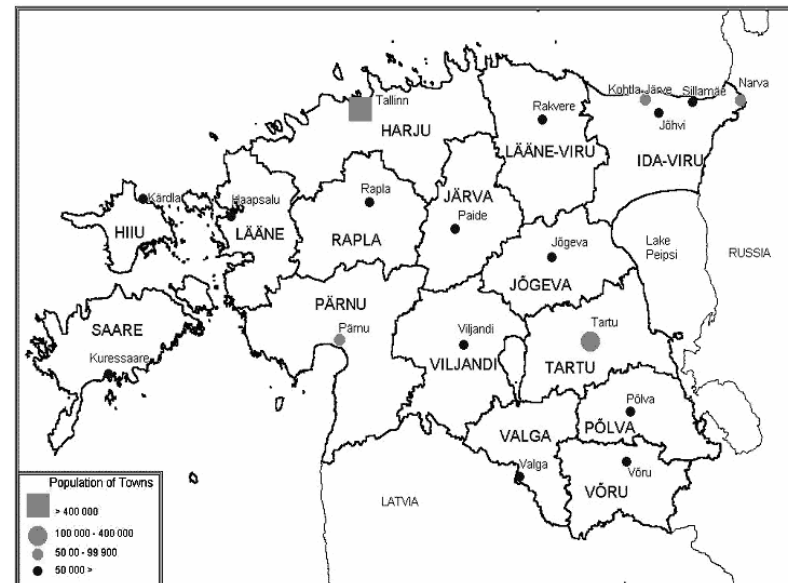 Tallinn
HARJU
Rakvere
LÄÄNE-VIRU
Kohtla-Järve
Sillamäe
Narva
Jõhvi
IDA-VIRU
Kärdla
HIIU
Haapsalu
LÄÄNE
Rapla
RAPLA
JÄRVA
Paide
Jõgeva
JÕGEVA
Lake
Peipsi
RUSSIA
SAARE
Kuressaare
PÄRNU
Pärnu
Viljandi
VILJANDI
Tartu
TARTU
Põlva
PÕLVA
VALGA
Valga
Võru
VÕRU
LATVIA
Population of Towns
> 400 000
100 000 - 400 000
50 00 - 99 900
50 000 >